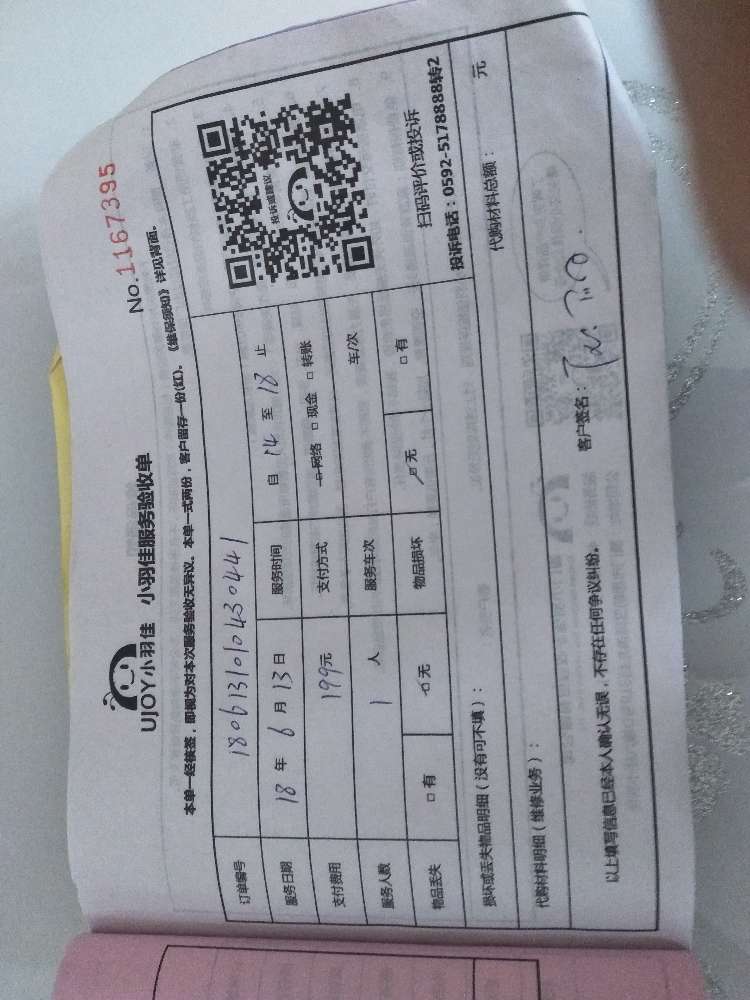 No.1167395
UJOY小羽佳 小羽佳服务验收单
本单一经核签，即视为对本次服务验收无异议。本单一式两份，客户留存一份(红)。《维保须知》详见背面。
订单编号 1806131010430441
服务日期 18 年 6 月 13 日 服务时间 自 14 至 18 止
支付费用 199元 支付方式 □网络 □现金 □转账
服务人数 1 人 服务车次 车/次
物品丢失 □有 □无 物品损坏 □无 □有
投诉或建议
扫码评价或投诉
投诉电话：0592-5178888转2
损坏或丢失物品明细（没有可不填）：
代购材料明细（维修业务）： 代购材料总额： 元
以上填写信息已经本人确认无误，不存在任何争议纠纷。 客户签名：